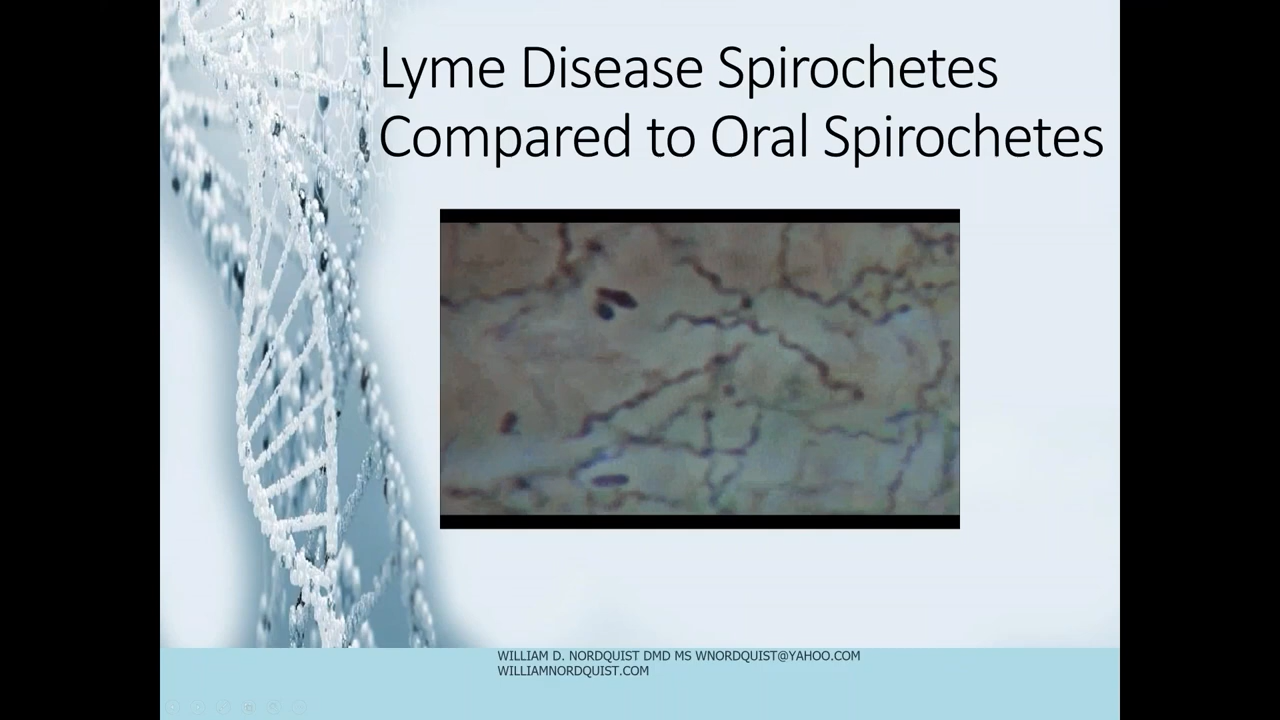 Lyme Disease Spirochetes
Compared to Oral Spirochetes
WILLIAM D. NORDQUIST DMD MS WNORDQUIST@YAHOO.COM
WILLIAMNORDQUIST.COM